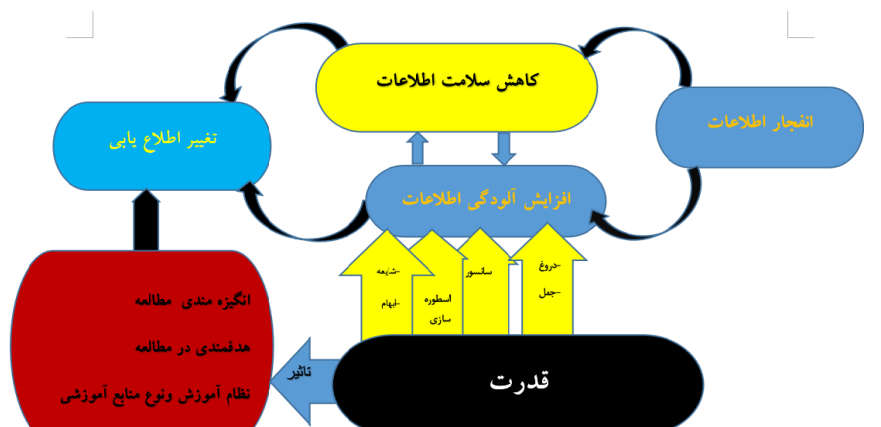 کاهش سلامت اطلاعات
انفجار اطلاعات
تغییر اطلاع یابی
افزایش آلودگی اطلاعات
-شایعه
-ابهام
اسطوره
سازی
سانسور
-دروغ
-جعل
انگیزه مندی مطالعه
هدفمندی در مطالعه
نظام آموزش ونوع منابع آموزشی
تاثیر
قدرت